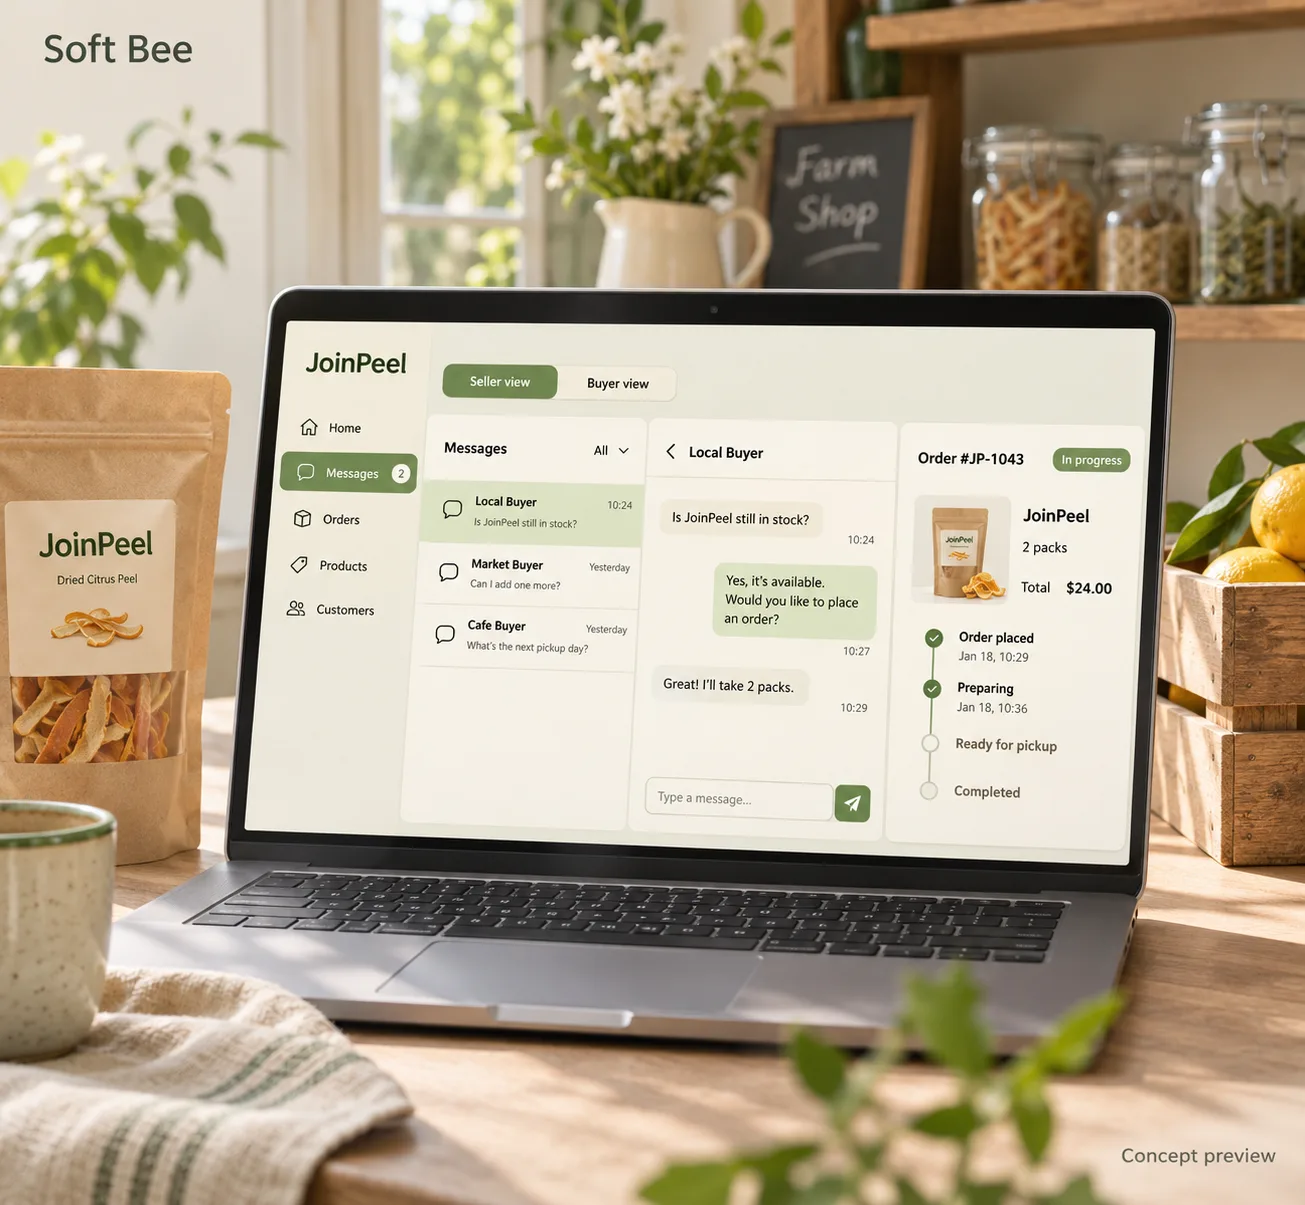 Soft Bee
Farm
Shop
JoinPeel
Dried Citrus Peel
JoinPeel
Home
Messages 2
Orders
Products
Customers
Seller view
Buyer view
Messages
All
Local Buyer 10:24
Is JoinPeel still in stock?
Market Buyer Yesterday
Can I add one more?
Cafe Buyer Yesterday
What's the next pickup day?
Local Buyer
Is JoinPeel still in stock?
10:24
Yes, it's available.
Would you like to place
an order?
10:27
Great! I'll take 2 packs.
10:29
Type a message...
Order #JP-1043 In progress
JoinPeel
JoinPeel
2 packs
Total $24.00
Order placed
Jan 18, 10:29
Preparing
Jan 18, 10:36
Ready for pickup
Completed
Concept preview